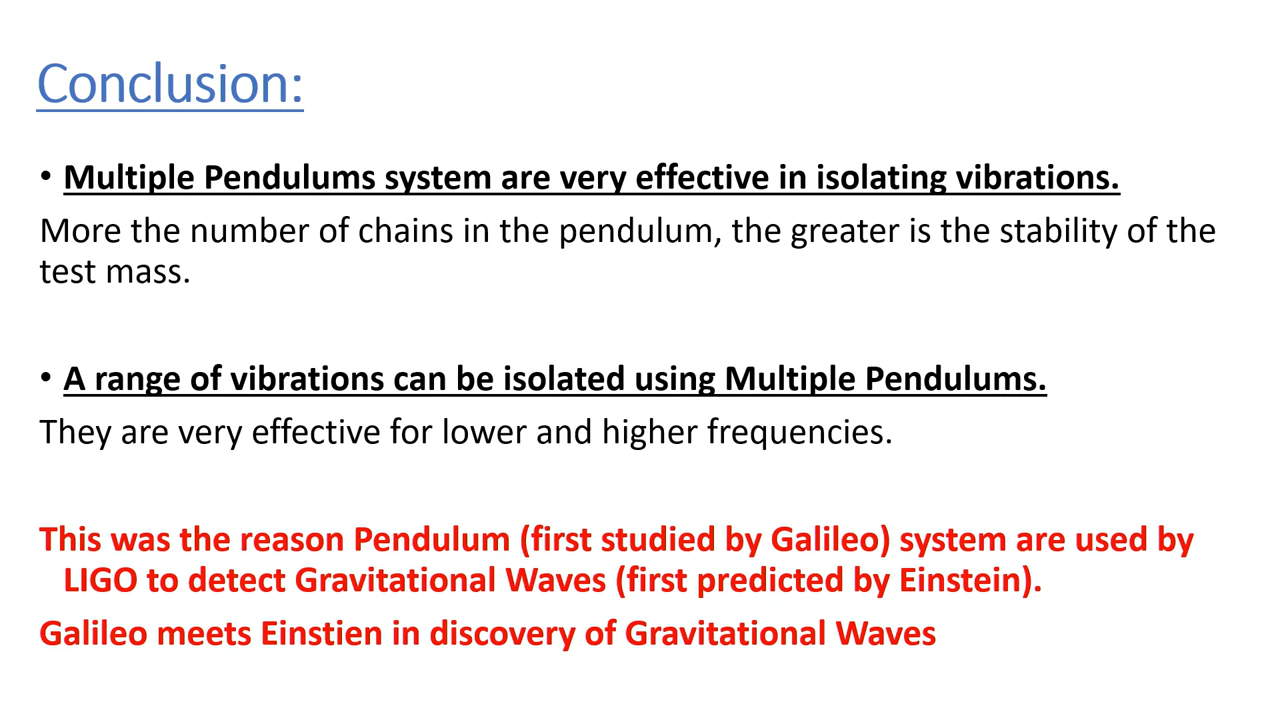 Conclusion:
• Multiple Pendulums system are very effective in isolating vibrations.
More the number of chains in the pendulum, the greater is the stability of the
test mass.
• A range of vibrations can be isolated using Multiple Pendulums.
They are very effective for lower and higher frequencies.
This was the reason Pendulum (first studied by Galileo) system are used by
LIGO to detect Gravitational Waves (first predicted by Einstein).
Galileo meets Einstien in discovery of Gravitational Waves